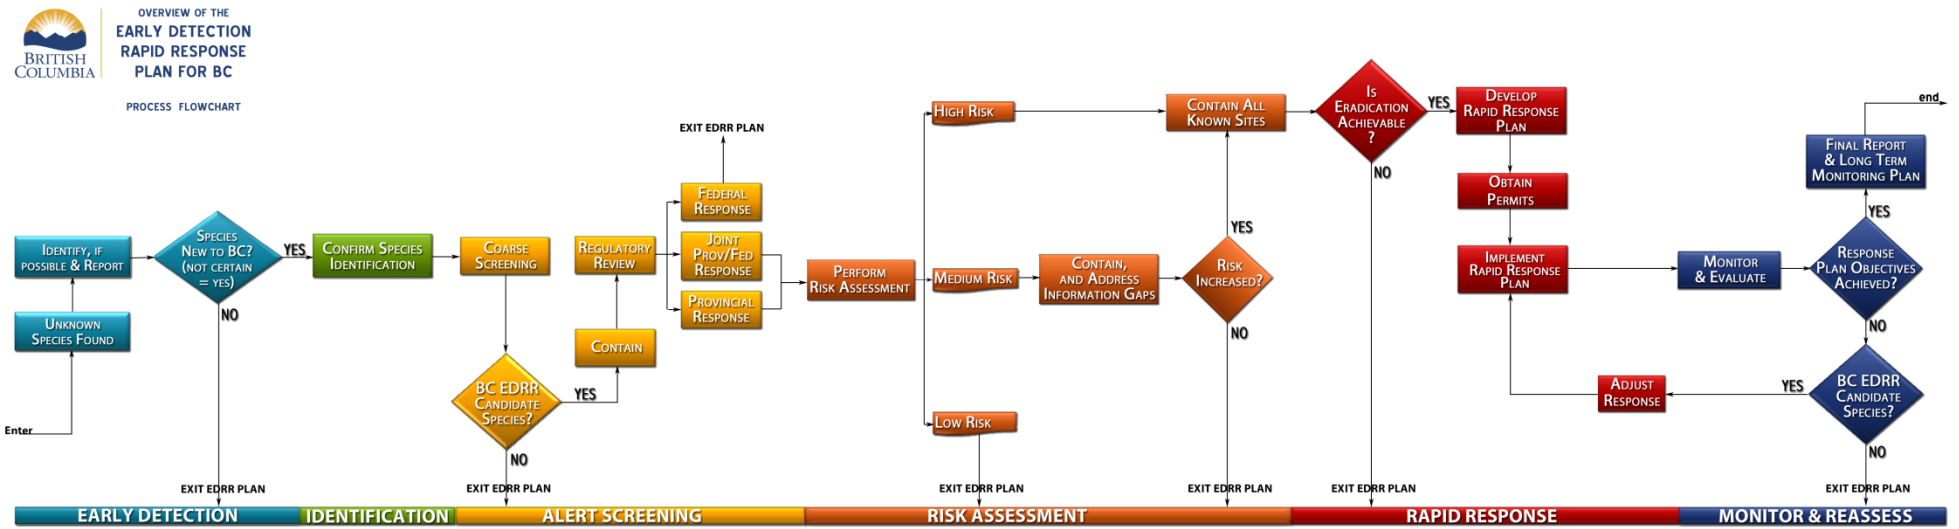 OVERVIEW OF THE
EARLY DETECTION
RAPID RESPONSE
PLAN FOR BC
PROCESS FLOWCHART
BRITISH
COLUMBIA
Enter
UNKNOWN
SPECIES FOUND
IDENTIFY, IF
POSSIBLE & REPORT
SPECIES
NEW TO BC?
(NOT CERTAIN
= YES)
YES
NO
EXIT EDRR PLAN
CONFIRM SPECIES
IDENTIFICATION
COARSE
SCREENING
BC EDRR
CANDIDATE
SPECIES?
YES
NO
EXIT EDRR PLAN
CONTAIN
REGULATORY
REVIEW
EXIT EDRR PLAN
FEDERAL
RESPONSE
JOINT
PROV/FED
RESPONSE
PROVINCIAL
RESPONSE
PERFORM
RISK ASSESSMENT
HIGH RISK
MEDIUM RISK
LOW RISK
EXIT EDRR PLAN
CONTAIN,
AND ADDRESS
INFORMATION GAPS
RISK
INCREASED?
YES
NO
EXIT EDRR PLAN
CONTAIN ALL
KNOWN SITES
IS
ERADICATION
ACHIEVABLE
?
YES
NO
EXIT EDRR PLAN
DEVELOP
RAPID RESPONSE
PLAN
OBTAIN
PERMITS
IMPLEMENT
RAPID RESPONSE
PLAN
MONITOR
& EVALUATE
RESPONSE
PLAN OBJECTIVES
ACHIEVED?
YES
NO
FINAL REPORT
& LONG TERM
MONITORING PLAN
end
BC EDRR
CANDIDATE
SPECIES?
YES
NO
ADJUST
RESPONSE
EXIT EDRR PLAN
EARLY DETECTION
IDENTIFICATION
ALERT SCREENING
RISK ASSESSMENT
RAPID RESPONSE
MONITOR & REASSESS